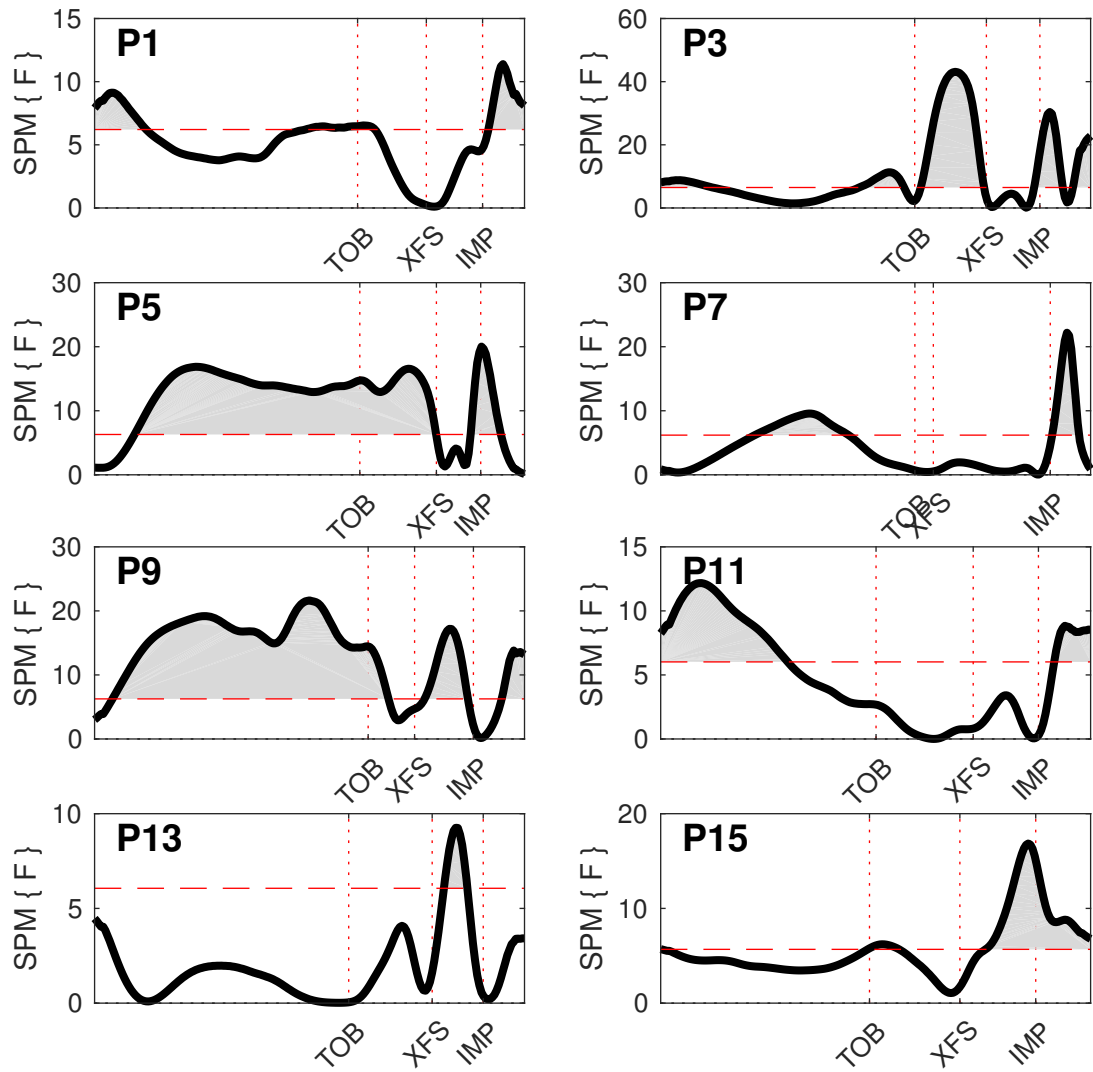 P1
SPM { F }
15
10
5
0
TOB
XFS
IMP
P3
SPM { F }
60
40
20
0
TOB
XFS
IMP
P5
SPM { F }
30
20
10
0
TOB
XFS
IMP
P7
SPM { F }
30
20
10
0
TOB
XFS
IMP
P9
SPM { F }
30
20
10
0
TOB
XFS
IMP
P11
SPM { F }
15
10
5
0
TOB
XFS
IMP
P13
SPM { F }
10
5
0
TOB
XFS
IMP
P15
SPM { F }
20
10
0
TOB
XFS
IMP